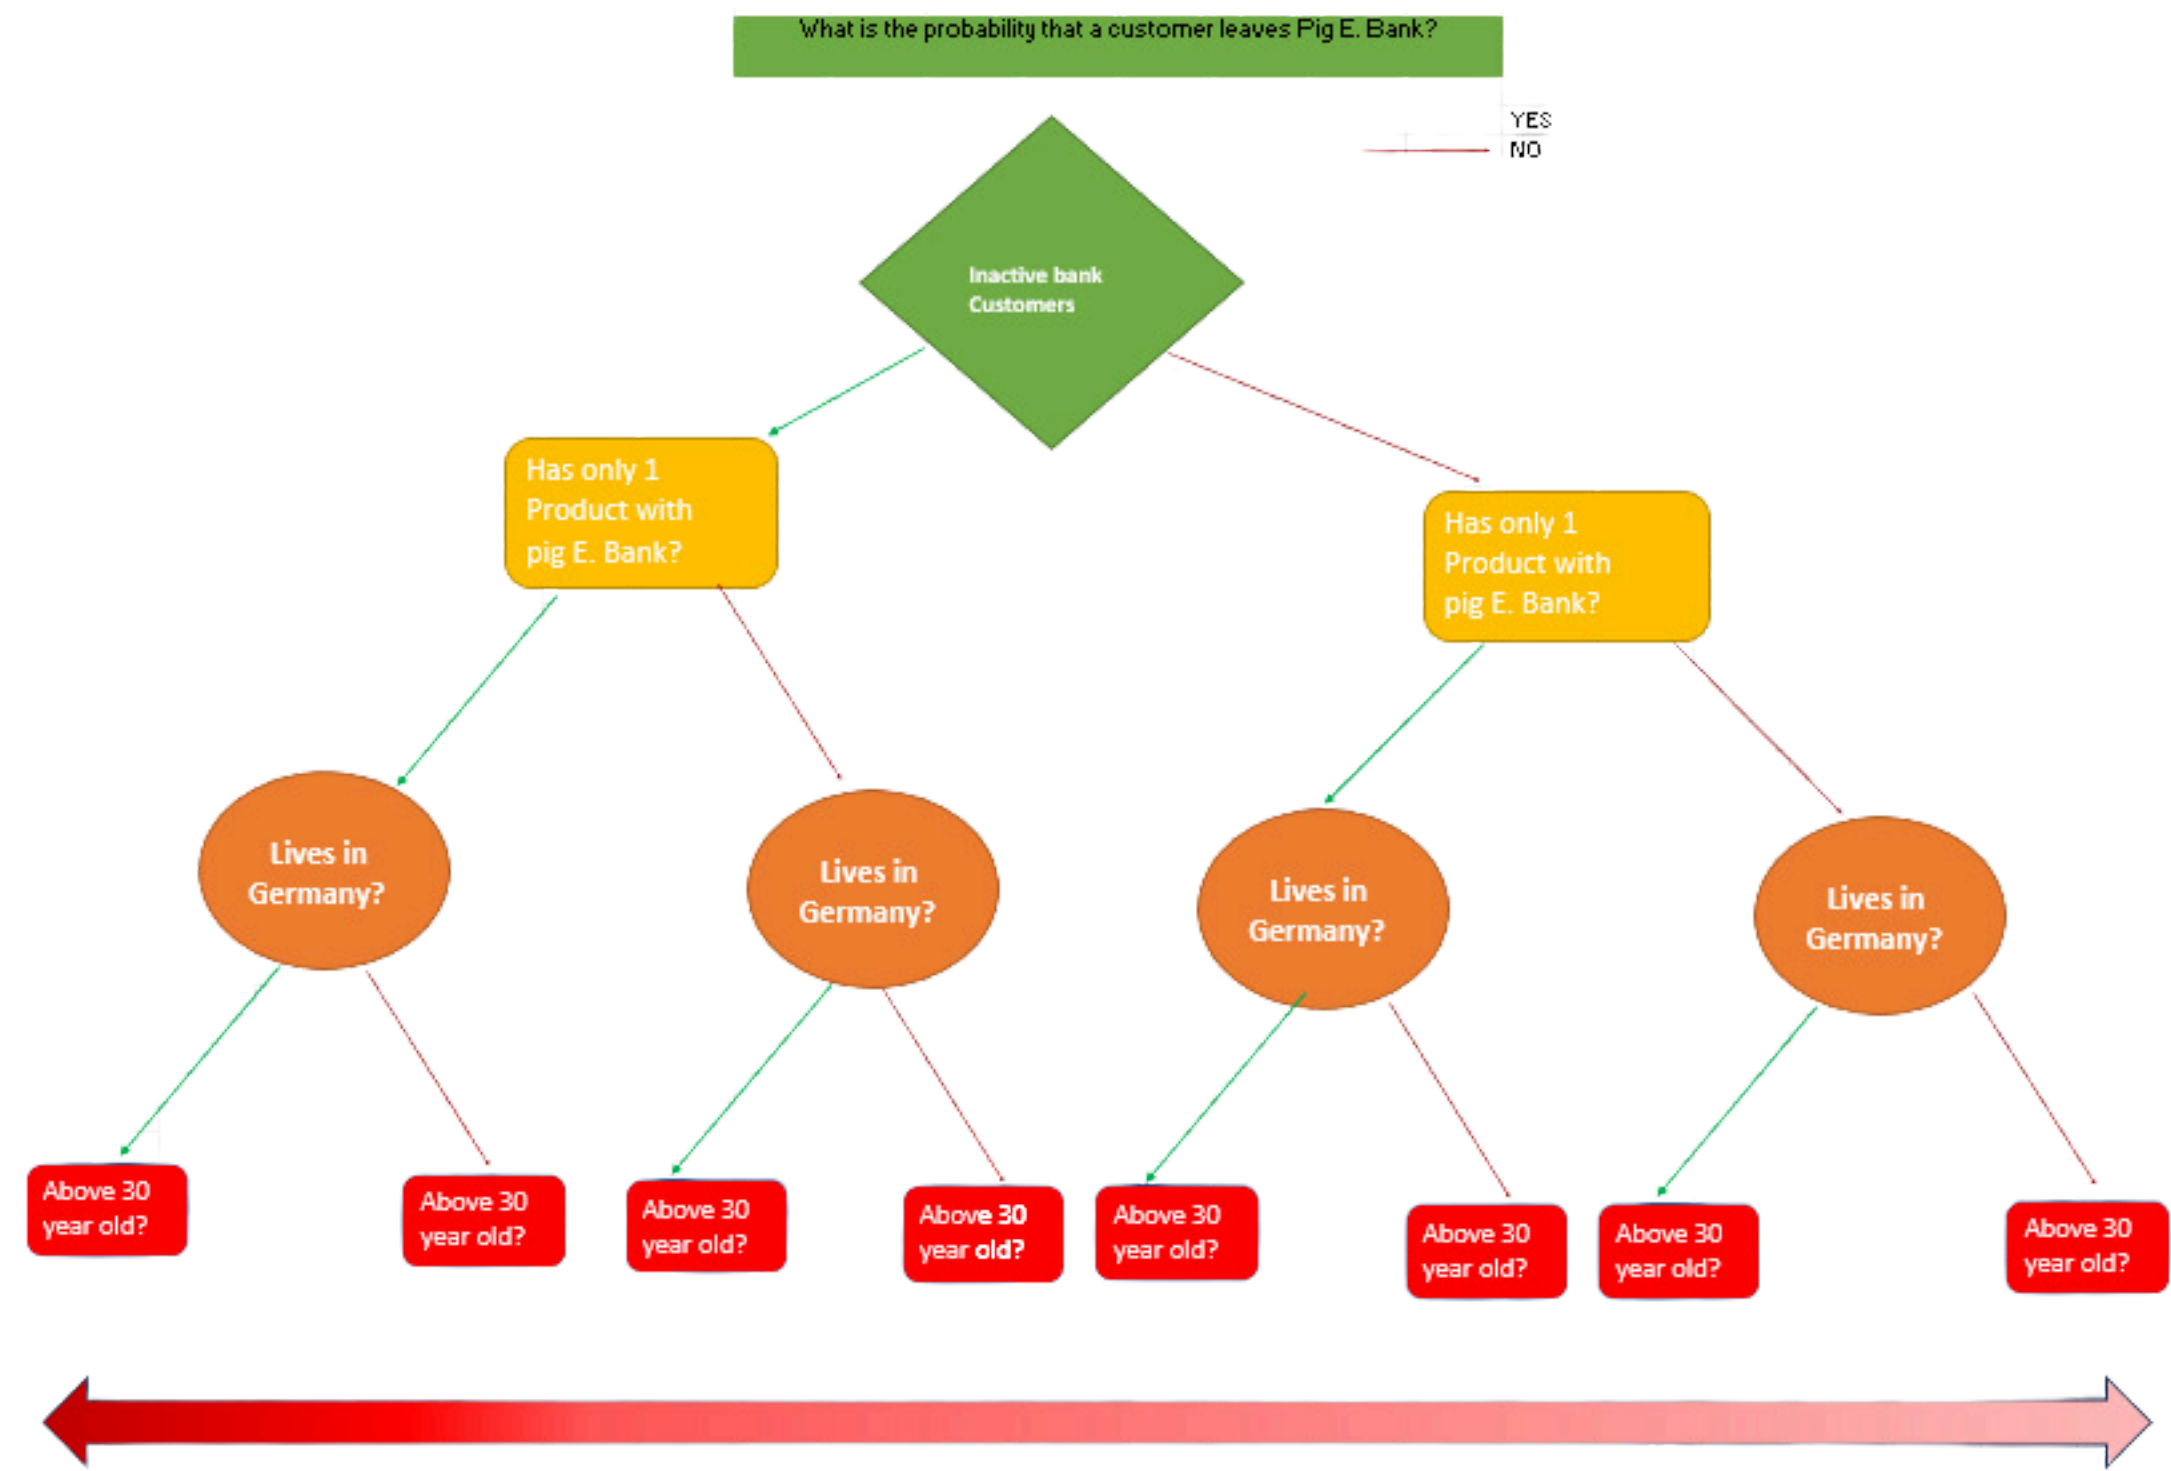 What is the probability that a customer leaves Pig E. Bank?
YES
NO
Inactive bank
Customers
Has only 1
Product with
pig E. Bank?
Has only 1
Product with
pig E. Bank?
Lives in
Germany?
Lives in
Germany?
Lives in
Germany?
Lives in
Germany?
Above 30
year old?
Above 30
year old?
Above 30
year old?
Above 30
year old?
Above 30
year old?
Above 30
year old?
Above 30
year old?
Above 30
year old?